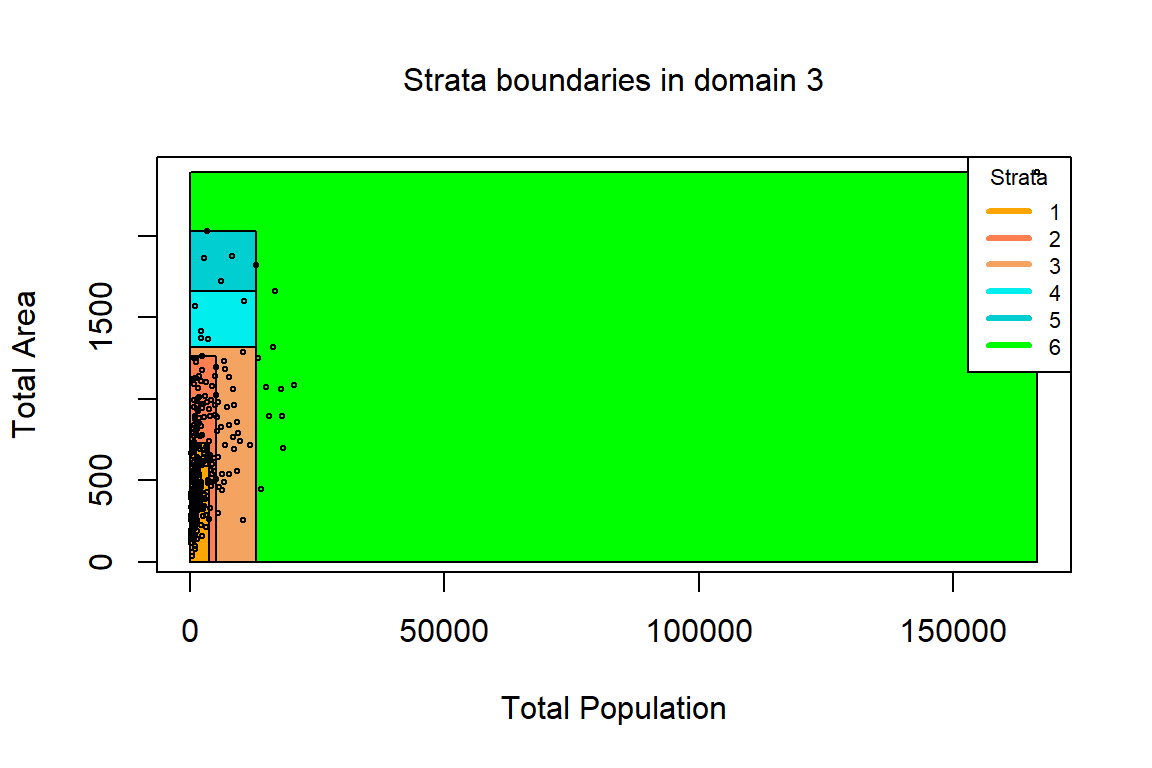 Strata boundaries in domain 3
Strata
1
2
3
4
5
6
Total Area
1500
500
0
0 50000 100000 150000
Total Population